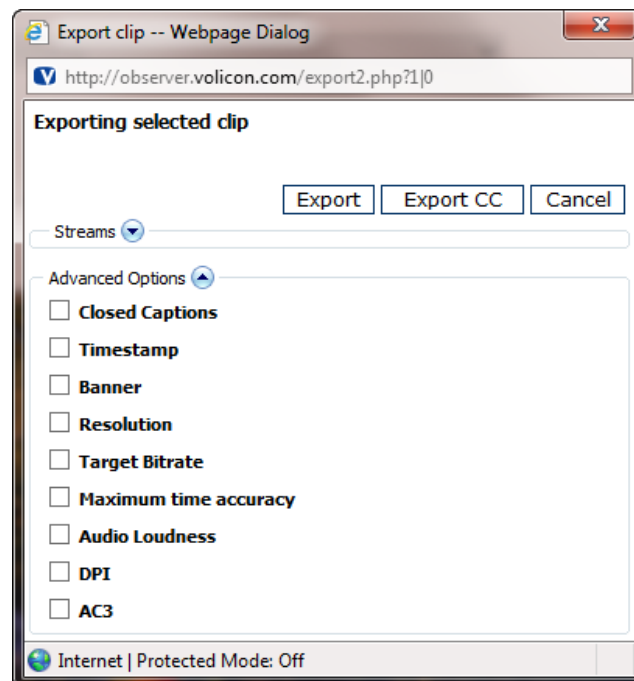 Export clip -- Webpage Dialog
http://observer.volicon.com/export2.php?1|0
Exporting selected clip
Export Export CC Cancel
Streams
Advanced Options
Closed Captions
Timestamp
Banner
Resolution
Target Bitrate
Maximum time accuracy
Audio Loudness
DPI
AC3
Internet | Protected Mode: Off